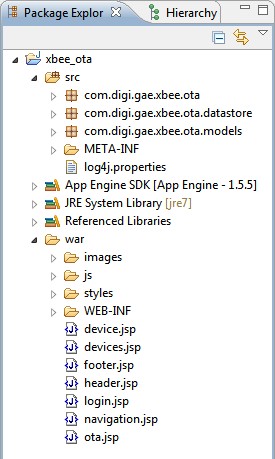 Package Explor Hierarchy
xbee_ota
src
com.digi.gae.xbee.ota
com.digi.gae.xbee.ota.datastore
com.digi.gae.xbee.ota.models
META-INF
log4j.properties
App Engine SDK [App Engine - 1.5.5]
JRE System Library [jre7]
Referenced Libraries
war
images
js
styles
WEB-INF
device.jsp
devices.jsp
footer.jsp
header.jsp
login.jsp
navigation.jsp
ota.jsp